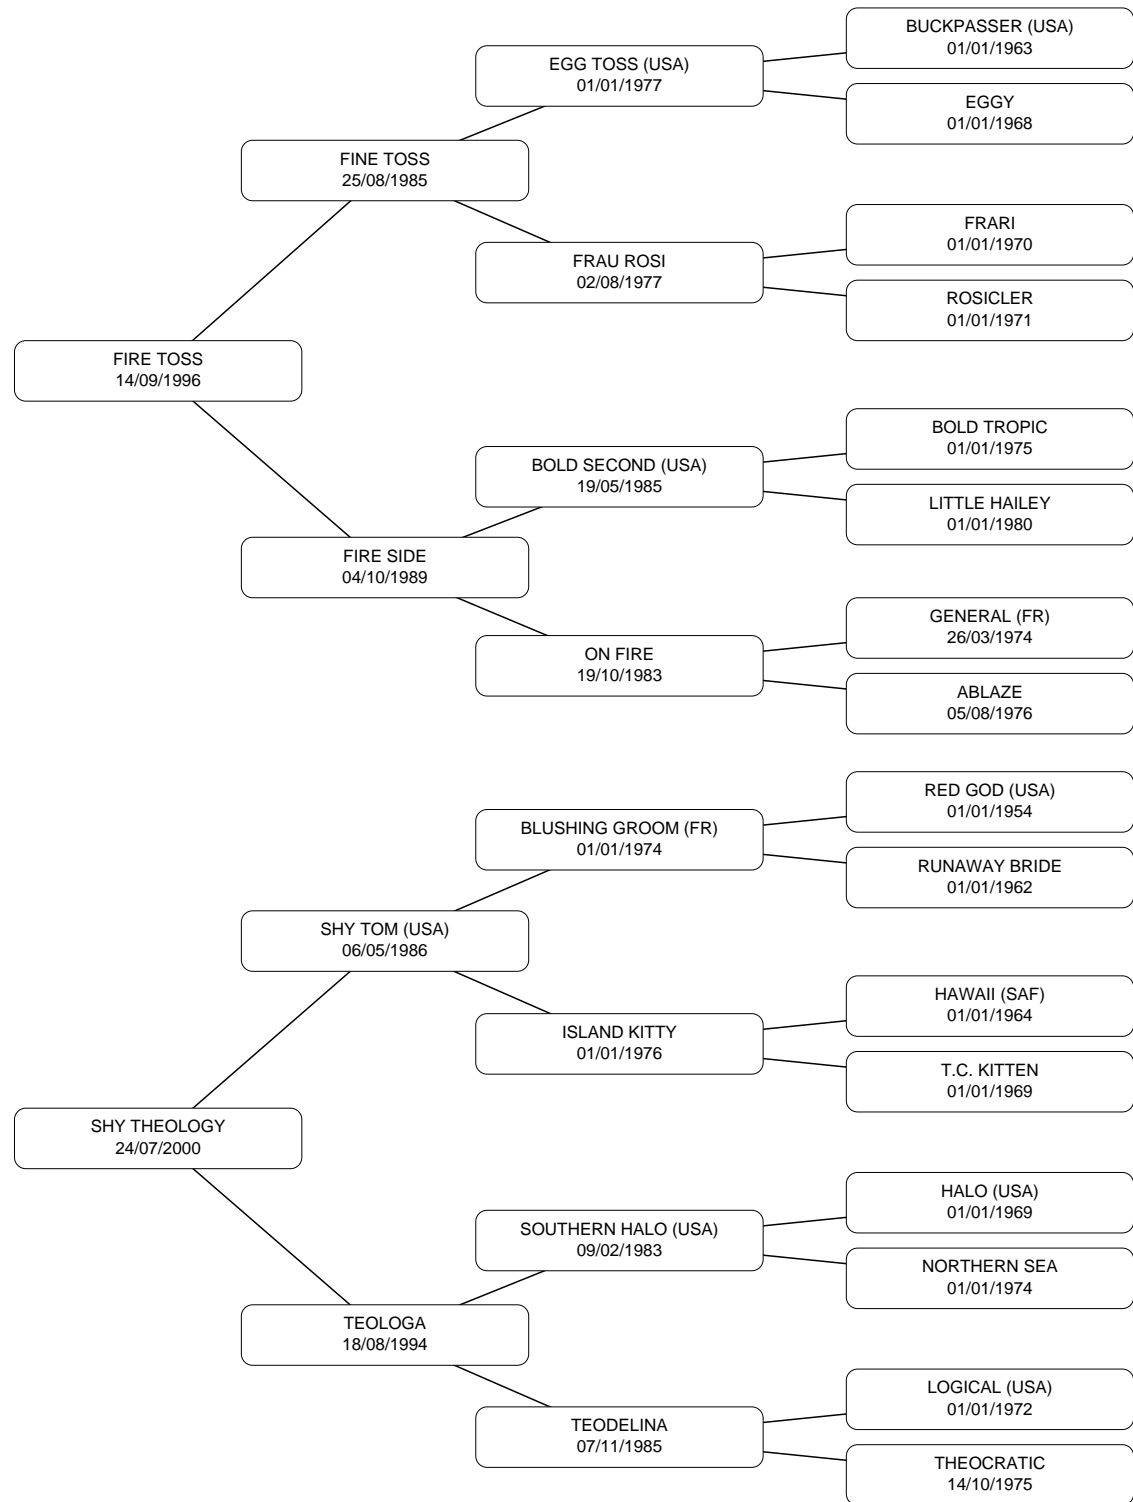 BUCKPASSER (USA)
01/01/1963
EGG TOSS (USA)
01/01/1977
EGGY
01/01/1968
FINE TOSS
25/08/1985
FRARI
01/01/1970
FRAU ROSI
02/08/1977
ROSICLER
01/01/1971
FIRE TOSS
14/09/1996
BOLD TROPIC
01/01/1975
BOLD SECOND (USA)
19/05/1985
LITTLE HAILEY
01/01/1980
FIRE SIDE
04/10/1989
GENERAL (FR)
26/03/1974
ON FIRE
19/10/1983
ABLAZE
05/08/1976
RED GOD (USA)
01/01/1954
BLUSHING GROOM (FR)
01/01/1974
RUNAWAY BRIDE
01/01/1962
SHY TOM (USA)
06/05/1986
HAWAII (SAF)
01/01/1964
ISLAND KITTY
01/01/1976
T.C. KITTEN
01/01/1969
SHY THEOLOGY
24/07/2000
HALO (USA)
01/01/1969
SOUTHERN HALO (USA)
09/02/1983
NORTHERN SEA
01/01/1974
TEOLOGA
18/08/1994
LOGICAL (USA)
01/01/1972
TEODELINA
07/11/1985
THEOCRATIC
14/10/1975